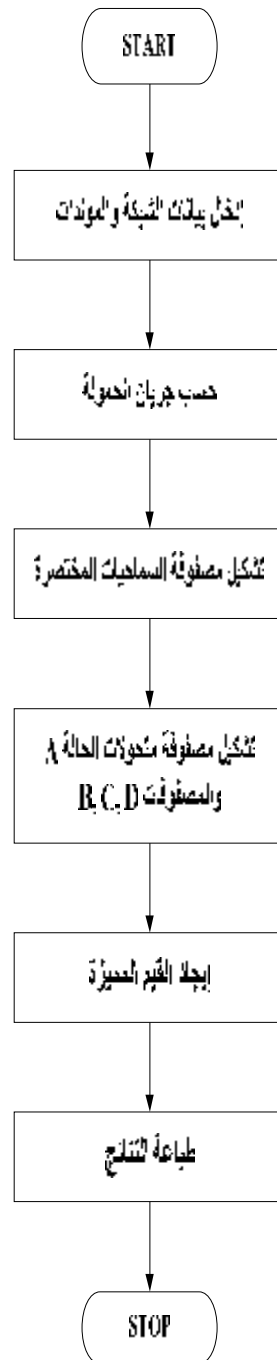 START
إدخال بيانات الشبكة والمولدات
حسب جريان الحمولة
تشكيل مصفوفة السماحيات المختصرة
تشكيل مصفوفة متحولات الحالة A
والمصفوفات B, C, D
إيجاد القيم المميزة
طباعة النتائج
STOP